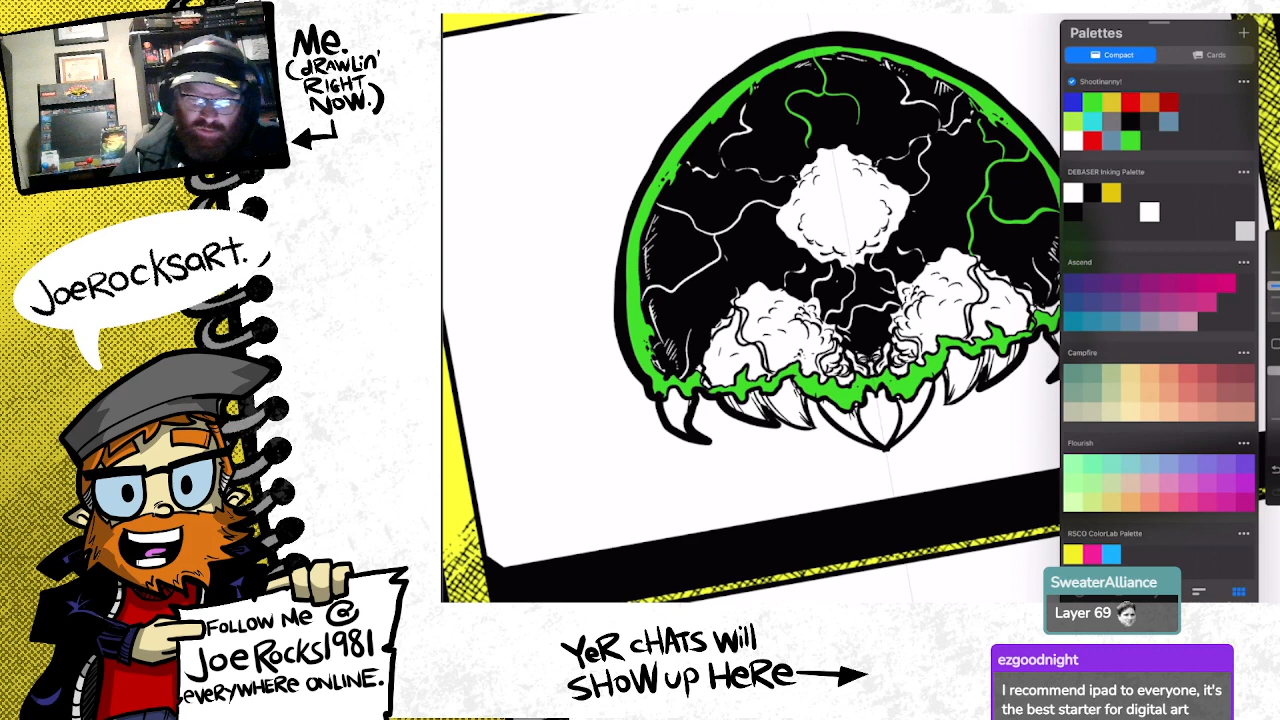 Me.
(dRAWLin'
RiGHT
NOW.)
JOEROCKSART.
FOLLOW Me @
JoeRocks1981
eveRYWHERe ONLINE.
YeR cHATs Will
SHOW up HeRe
Palettes
Compact
Cards
Shootinanny!
DEBASER Inking Palette
Ascend
Campfire
Flourish
RSCO ColorLab Palette
SweaterAlliance
Layer 69
ezgoodnight
I recommend ipad to everyone, it's
the best starter for digital art